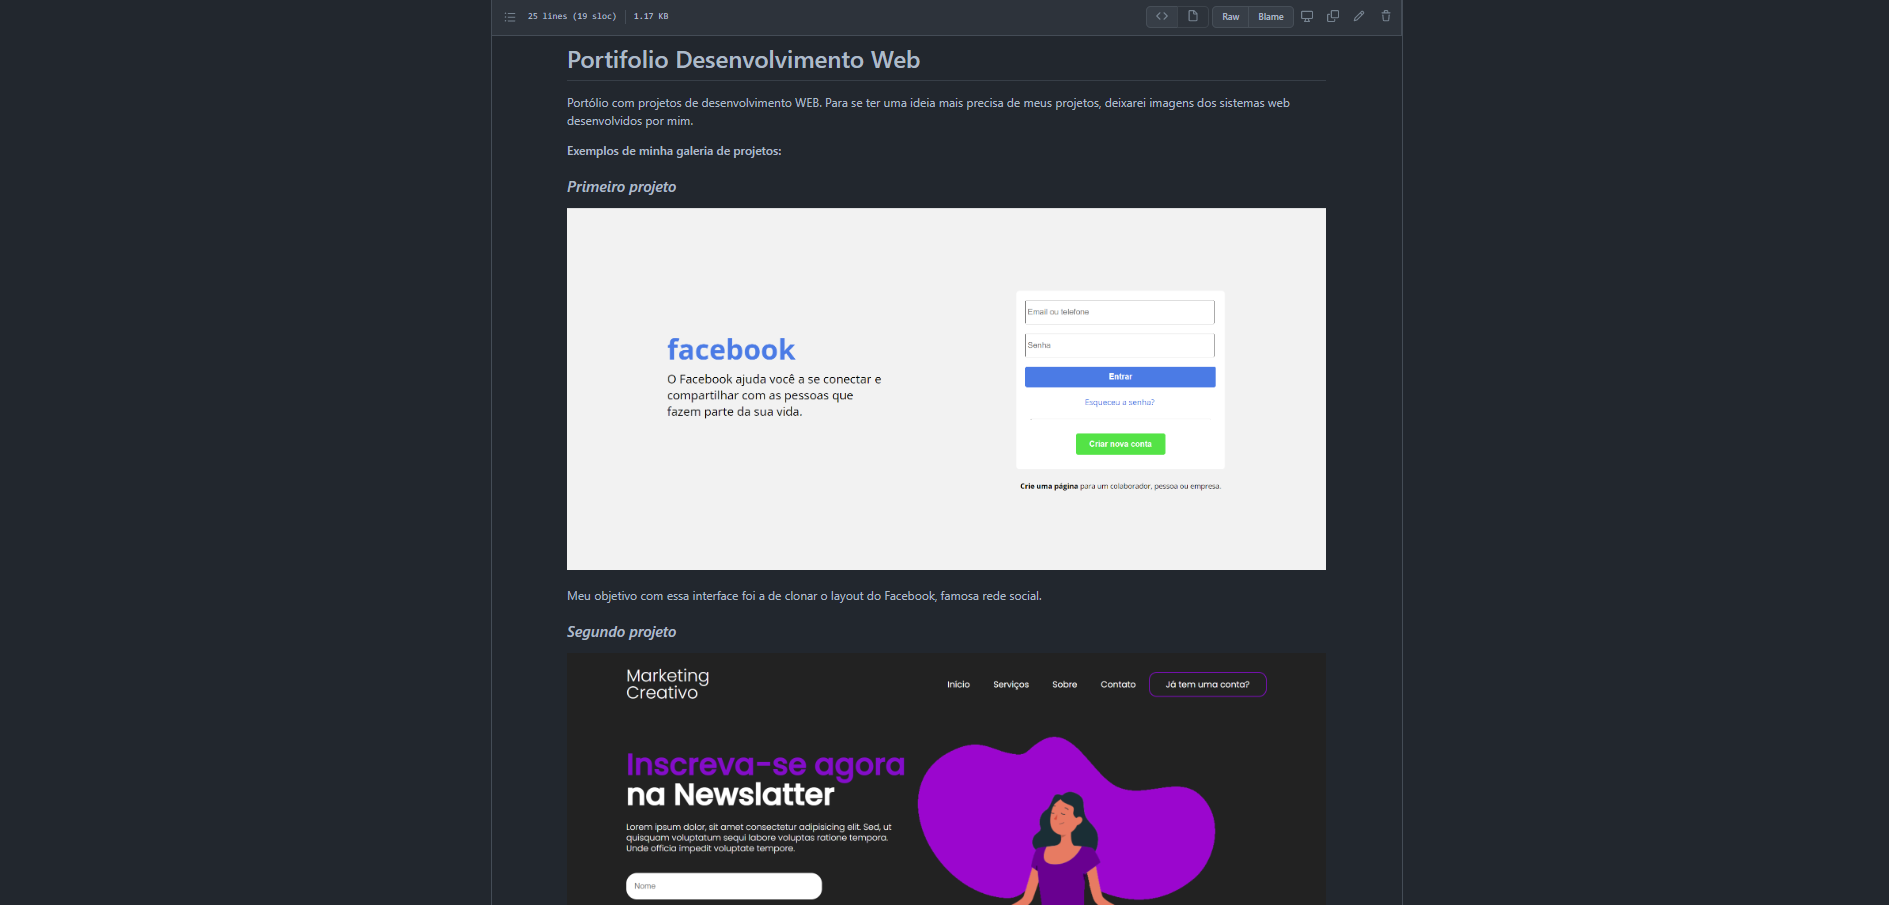 25 lines (19 sloc) 1.17 KB
Raw Blame
Portifolio Desenvolvimento Web
Portólio com projetos de desenvolvimento WEB. Para se ter uma ideia mais precisa de meus projetos, deixarei imagens dos sistemas web
desenvolvidos por mim.
Exemplos de minha galeria de projetos:
Primeiro projeto
facebook
O Facebook ajuda você a se conectar e
compartilhar com as pessoas que
fazem parte da sua vida.
Email ou telefone
Senha
Entrar
Esqueceu a senha?
Criar nova conta
Crie uma página para um colaborador, pessoa ou empresa.
Meu objetivo com essa interface foi a de clonar o layout do Facebook, famosa rede social.
Segundo projeto
Marketing
Creativo
Início Serviços Sobre Contato Já tem uma conta?
Inscreva-se agora
na Newslatter
Lorem ipsum dolor, sit amet consectetur adipisicing elit. Sed, ut
quisquam voluptatum sequi labore voluptas ratione tempora.
Unde officia impedit voluptate tempore.
Nome